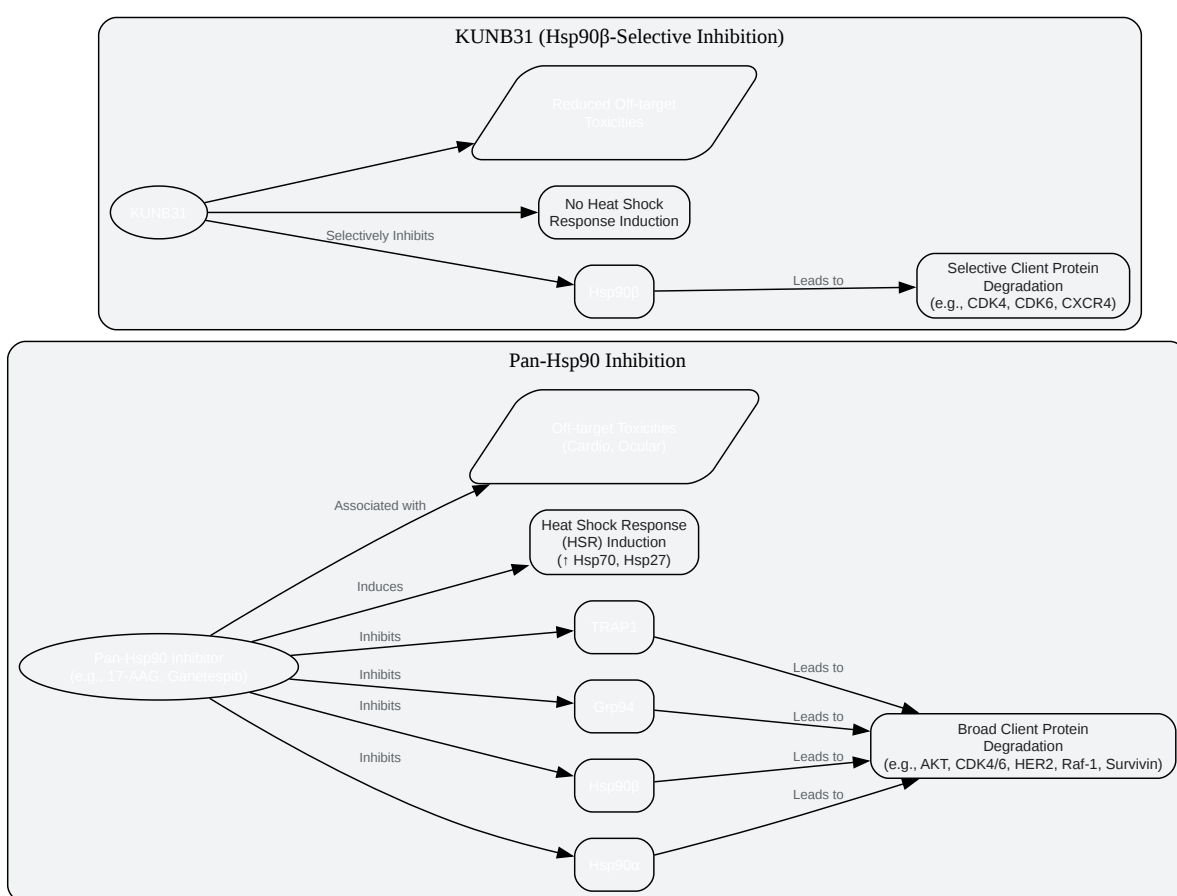 KUNB31 (Hsp90β-Selective Inhibition)
Reduced Off-target
Toxicities
KUNB31
No Heat Shock
Response Induction
Selectively Inhibits
Hsp90β
Leads to
Selective Client Protein
Degradation
(e.g., CDK4, CDK6, CXCR4)
Pan-Hsp90 Inhibition
Off-target Toxicities
(Cardio, Ocular)
Associated with
Heat Shock Response
(HSR) Induction
(↑ Hsp70, Hsp27)
Induces
TRAP1
Inhibits
Pan-Hsp90 Inhibitor
(e.g., 17-AAG, Ganetespib)
Leads to
Inhibits
Grp94
Leads to
Inhibits
Broad Client Protein
Degradation
(e.g., AKT, CDK4/6, HER2, Raf-1, Survivin)
Hsp90β
Leads to
Inhibits
Leads to
Hsp90α